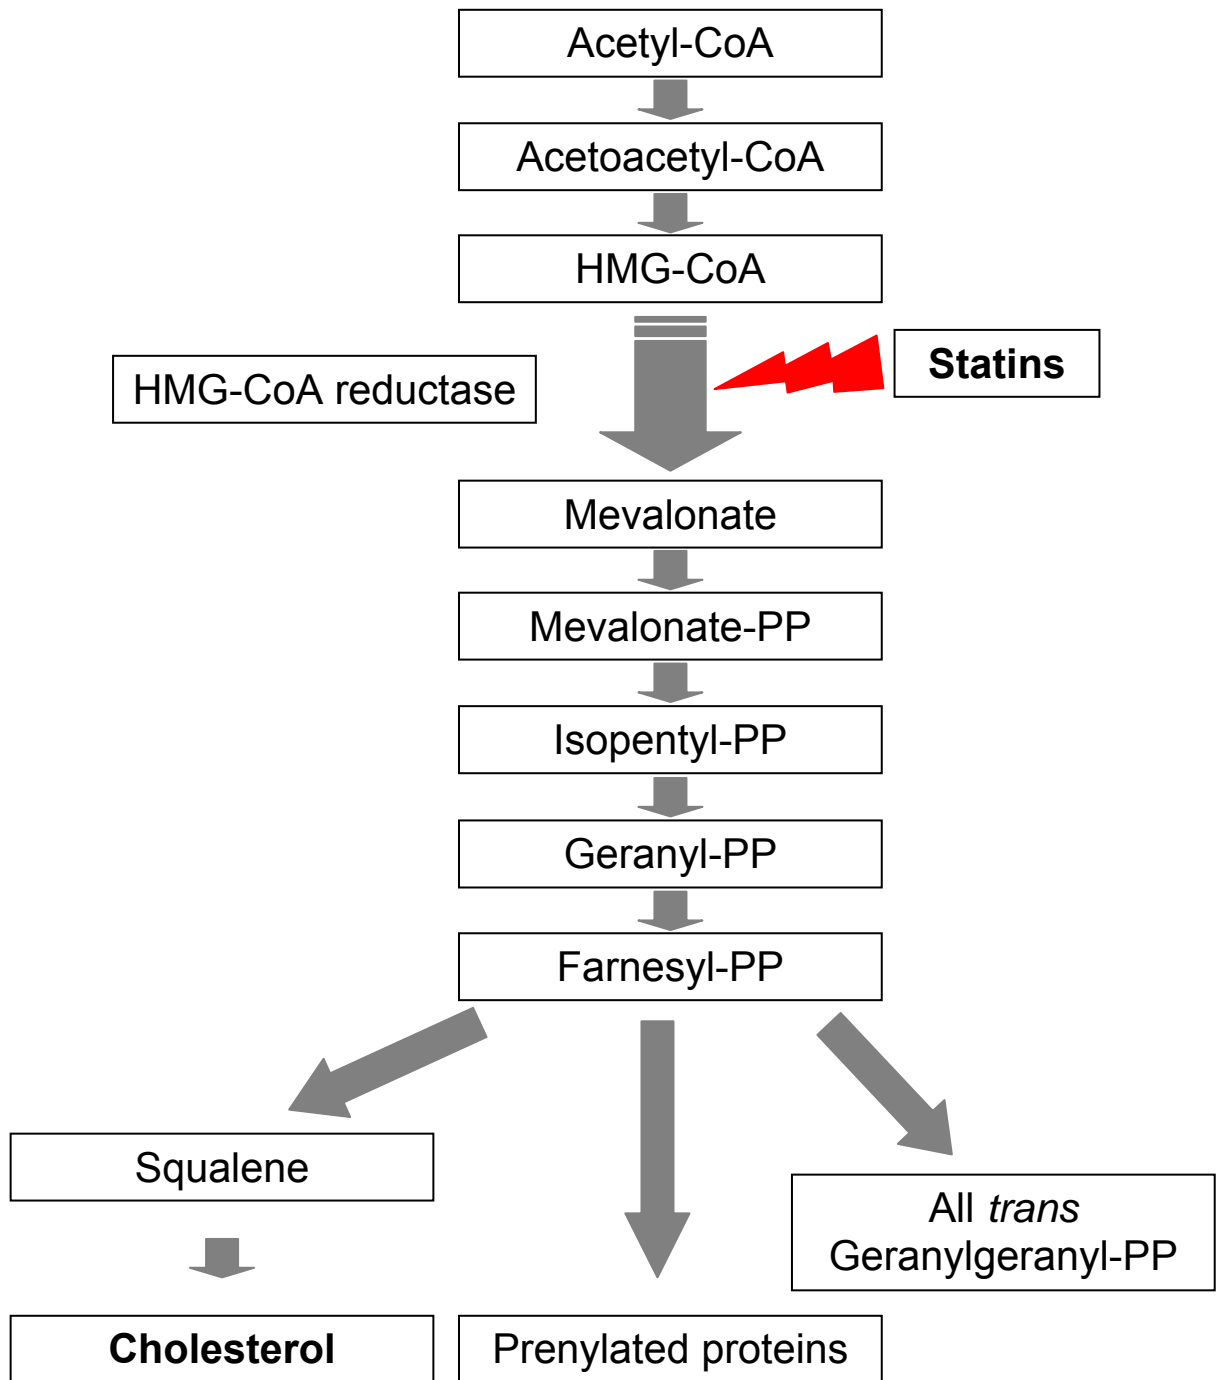 Acetyl-CoA
Acetoacetyl-CoA
HMG-CoA
Statins
HMG-CoA reductase
Mevalonate
Mevalonate-PP
Isopentyl-PP
Geranyl-PP
Farnesyl-PP
Squalene
All trans
Geranylgeranyl-PP
Cholesterol
Prenylated proteins